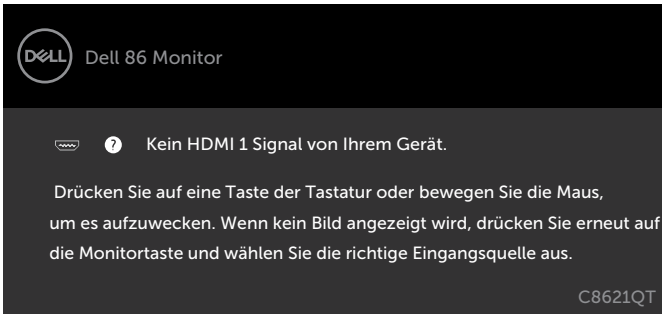 DELL
Dell 86 Monitor
? Kein HDMI 1 Signal von Ihrem Gerät.
Drücken Sie auf eine Taste der Tastatur oder bewegen Sie die Maus,
um es aufzuwecken. Wenn kein Bild angezeigt wird, drücken Sie erneut auf
die Monitortaste und wählen Sie die richtige Eingangsquelle aus.
C8621QT